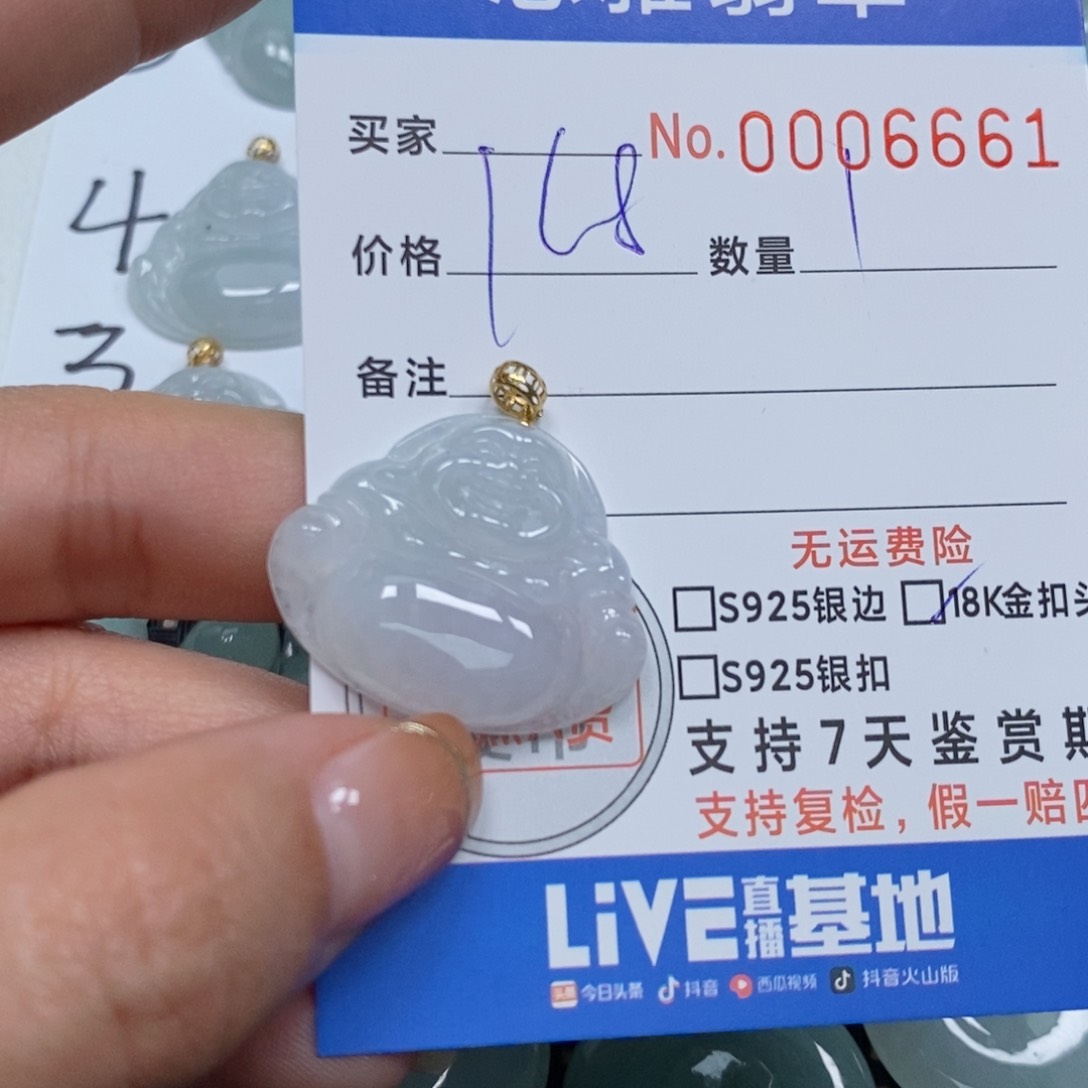 买家 No.0006661
价格 168 数量 1
备注
4
3
无运费险
S925银边 18K金扣头
S925银扣
支持7天鉴赏期
支持复检，假一赔四
LiVE直播基地
今日头条 抖音 西瓜视频 抖音火山版